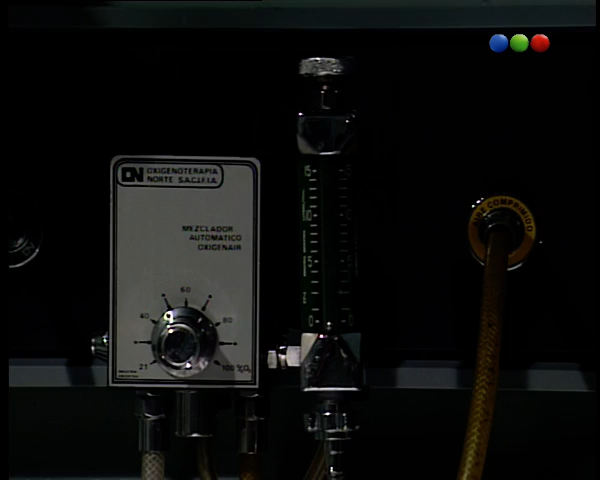 ON OXIGENOTERAPIA
NORTE S.A.C.I.F.I.A.
MEZCLADOR
AUTOMATICO
OXIGENAIR
60
40
80
21
100 %O₂
15
10
5
0
AIRE COMPRIMIDO